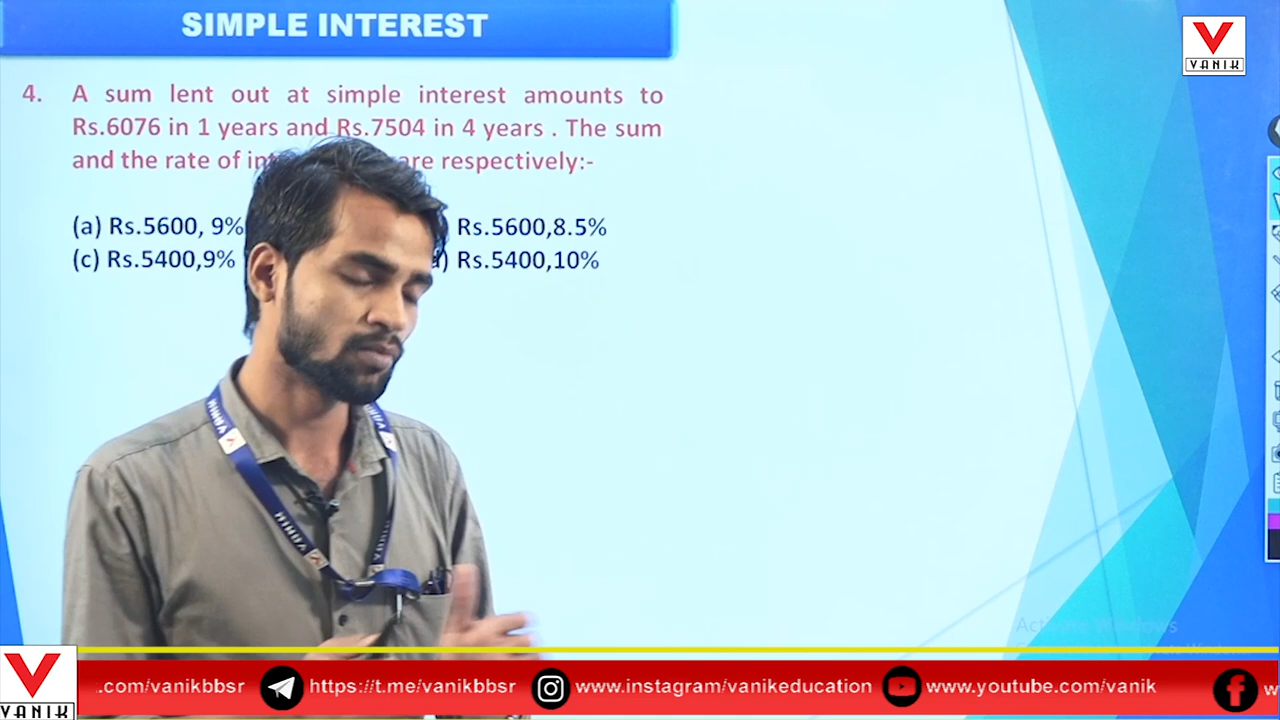 SIMPLE INTEREST
VANIK
4. A sum lent out at simple interest amounts to
Rs.6076 in 1 years and Rs.7504 in 4 years . The sum
and the rate of are respectively:-
(a) Rs.5600, 9% Rs.5600,8.5%
(c) Rs.5400,9% Rs.5400,10%
VANIK
.com/vanikbbsr https://t.me/vanikbbsr www.instagram/vanikeducation www.youtube.com/vanik